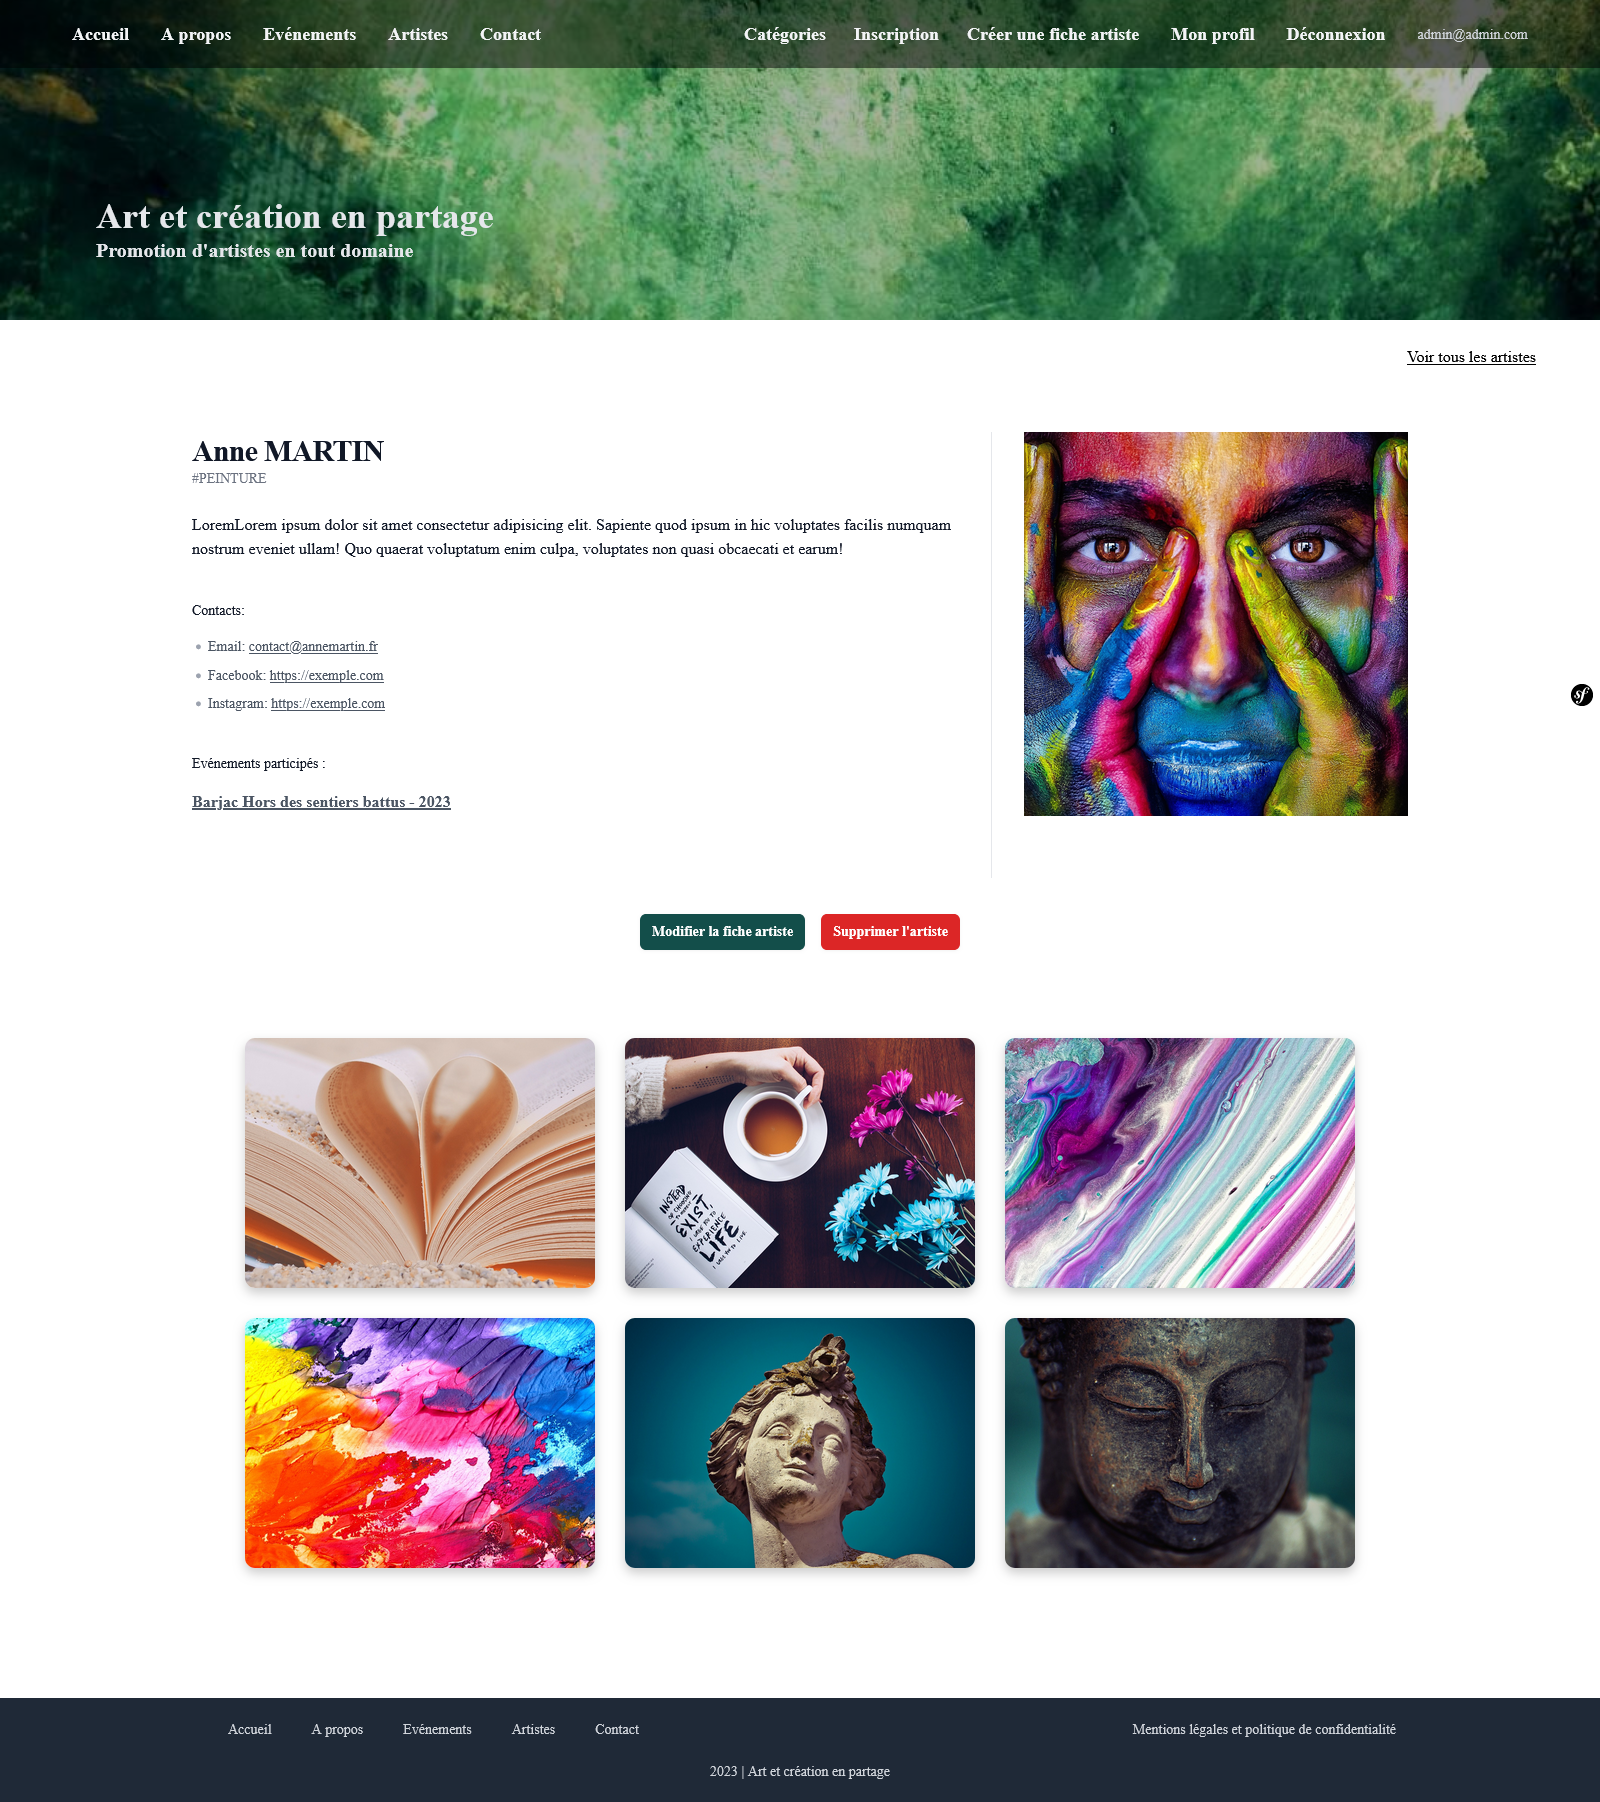 Accueil A propos Evénements Artistes Contact Catégories Inscription Créer une fiche artiste Mon profil Déconnexion admin@admin.com
Art et création en partage
Promotion d'artistes en tout domaine
Voir tous les artistes
Anne MARTIN
#PEINTURE
LoremLorem ipsum dolor sit amet consectetur adipisicing elit. Sapiente quod ipsum in hic voluptates facilis numquam
nostrum eveniet ullam! Quo quaerat voluptatum enim culpa, voluptates non quasi obcaecati et earum!
Contacts:
Email: contact@annemartin.fr
Facebook: https://exemple.com
Instagram: https://exemple.com
sf
Evénements participés :
Barjac Hors des sentiers battus - 2023
Modifier la fiche artiste Supprimer l'artiste
INSTEAD
EXIST,
I WANT YOU TO
EXPERIENCE
LIFE
Accueil A propos Evénements Artistes Contact Mentions légales et politique de confidentialité
2023 | Art et création en partage